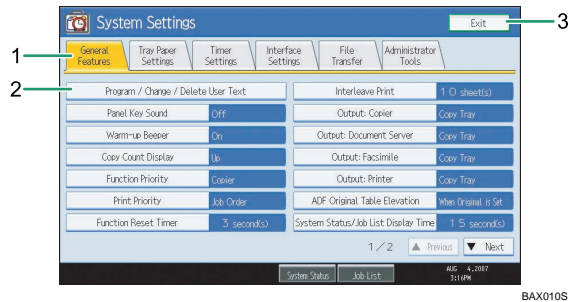 System Settings
Exit
3
1
General Features
Tray Paper Settings
Timer Settings
Interface Settings
File Transfer
Administrator Tools
2
Program / Change / Delete User Text
Interleave Print 10 sheet(s)
Panel Key Sound Off
Output: Copier Copy Tray
Warm-up Beeper On
Output: Document Server Copy Tray
Copy Count Display Up
Output: Facsimile Copy Tray
Function Priority Copier
Output: Printer Copy Tray
Print Priority Job Order
ADF Original Table Elevation When Original is Set
Function Reset Timer 3 second(s)
System Status/Job List Display Time 15 second(s)
1/2 ▲ Previous ▼ Next
System Status Job List
AUG 4,2007
3:16PM
BAX010S